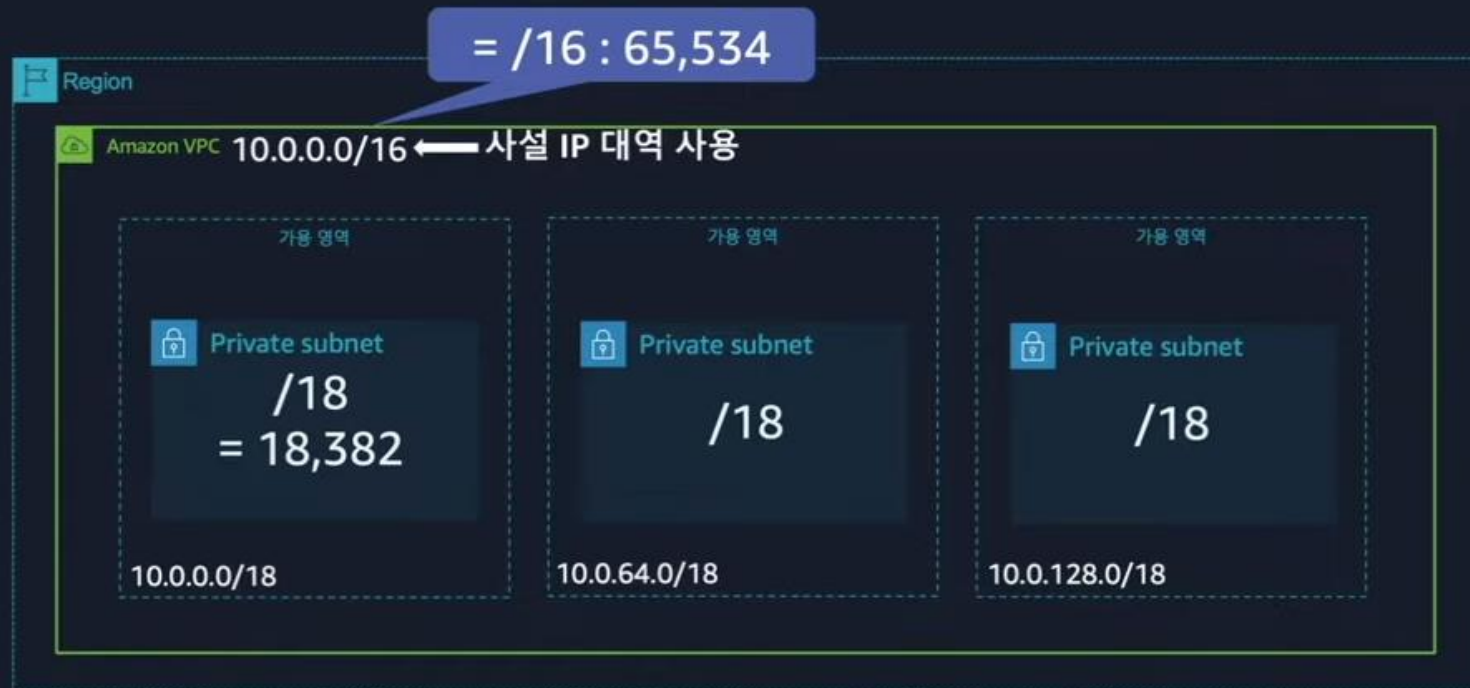 = /16 : 65,534
Region
Amazon VPC 10.0.0.0/16 사설 IP 대역 사용
가용 영역
가용 영역
가용 영역
Private subnet
/18
= 18,382
10.0.0.0/18
Private subnet
/18
10.0.64.0/18
Private subnet
/18
10.0.128.0/18